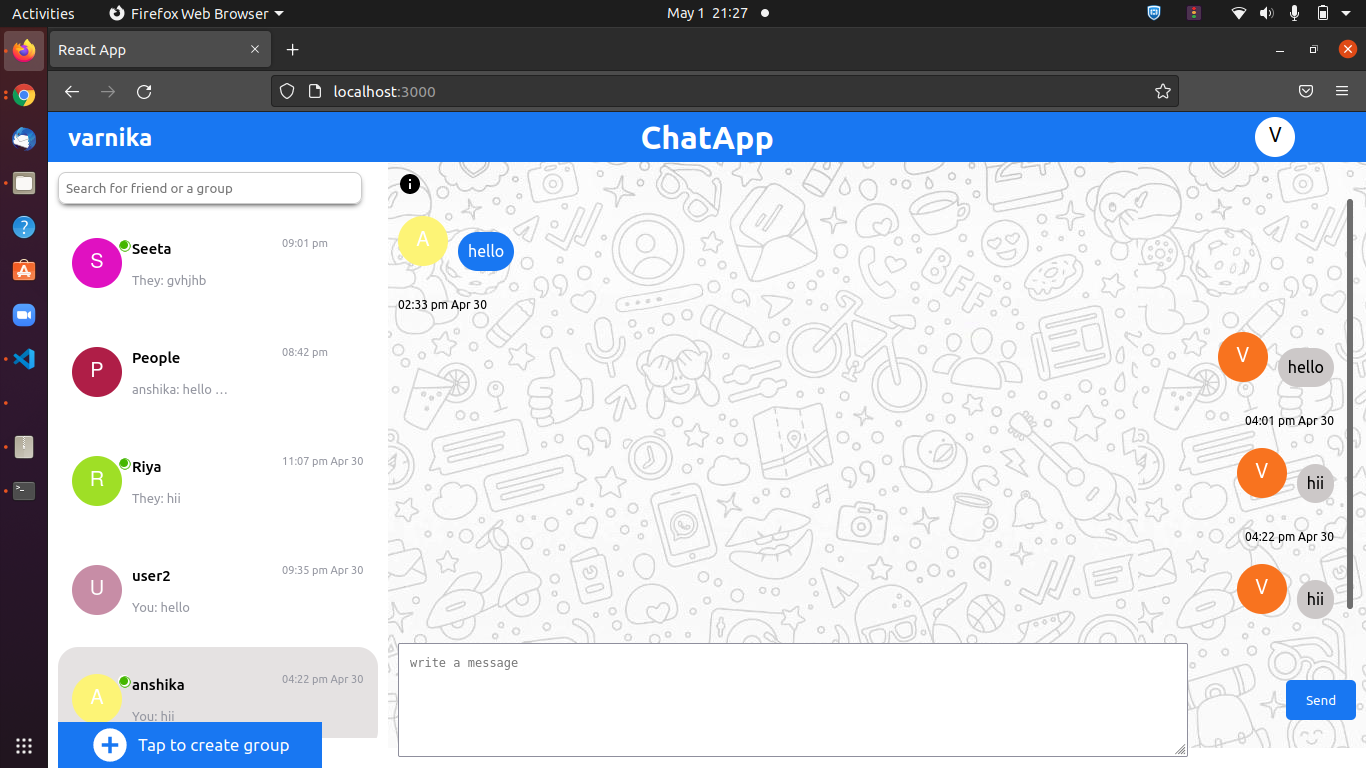 Activities
Firefox Web Browser
May 1 21:27
React App
localhost:3000
varnika
ChatApp
V
Search for friend or a group
S
Seeta
09:01 pm
They: gvhjhb
P
People
08:42 pm
anshika: hello …
R
Riya
11:07 pm Apr 30
They: hii
U
user2
09:35 pm Apr 30
You: hello
A
anshika
04:22 pm Apr 30
You: hii
Tap to create group
A
hello
02:33 pm Apr 30
V
hello
04:01 pm Apr 30
V
hii
04:22 pm Apr 30
V
hii
BFF
write a message
Send